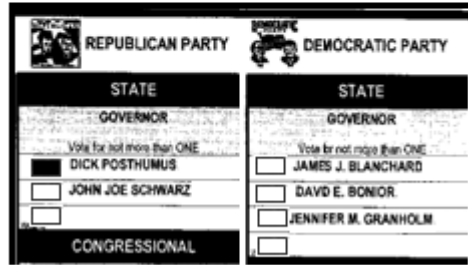 REPUBLICAN PARTY
STATE
GOVERNOR
Vote for not more than ONE
DICK POSTHUMUS
JOHN JOE SCHWARZ
CONGRESSIONAL
DEMOCRATIC PARTY
STATE
GOVERNOR
Vote for not more than ONE
JAMES J. BLANCHARD
DAVID E. BONIOR
JENNIFER M. GRANHOLM